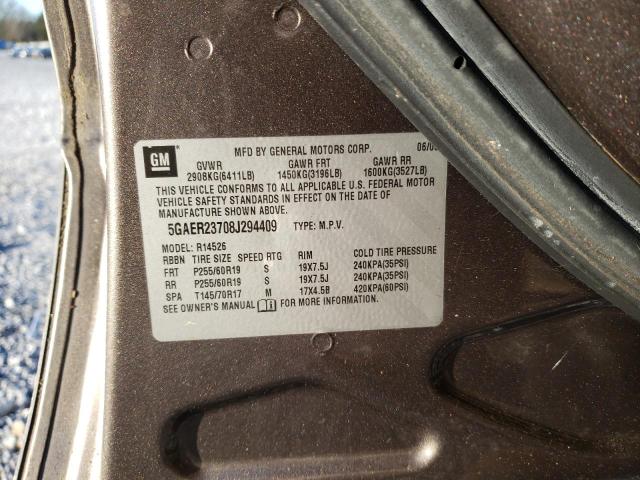 GM
MFD BY GENERAL MOTORS CORP.
GVWR GAWR FRT GAWR RR
2908KG(6411LB) 1450KG(3196LB) 1600KG(3527LB)
THIS VEHICLE CONFORMS TO ALL APPLICABLE U.S. FEDERAL MOTOR
VEHICLE SAFETY STANDARDS IN EFFECT ON THE DATE OF
MANUFACTURE SHOWN ABOVE.
5GAER23708J294409 TYPE: M.P.V.
MODEL: R14526
RBBN TIRE SIZE SPEED RTG RIM COLD TIRE PRESSURE
FRT P255/60R19 S 19X7.5J 240KPA(35PSI)
RR P255/60R19 S 19X7.5J 240KPA(35PSI)
SPA T145/70R17 M 17X4.5B 420KPA(60PSI)
SEE OWNER'S MANUAL FOR MORE INFORMATION.